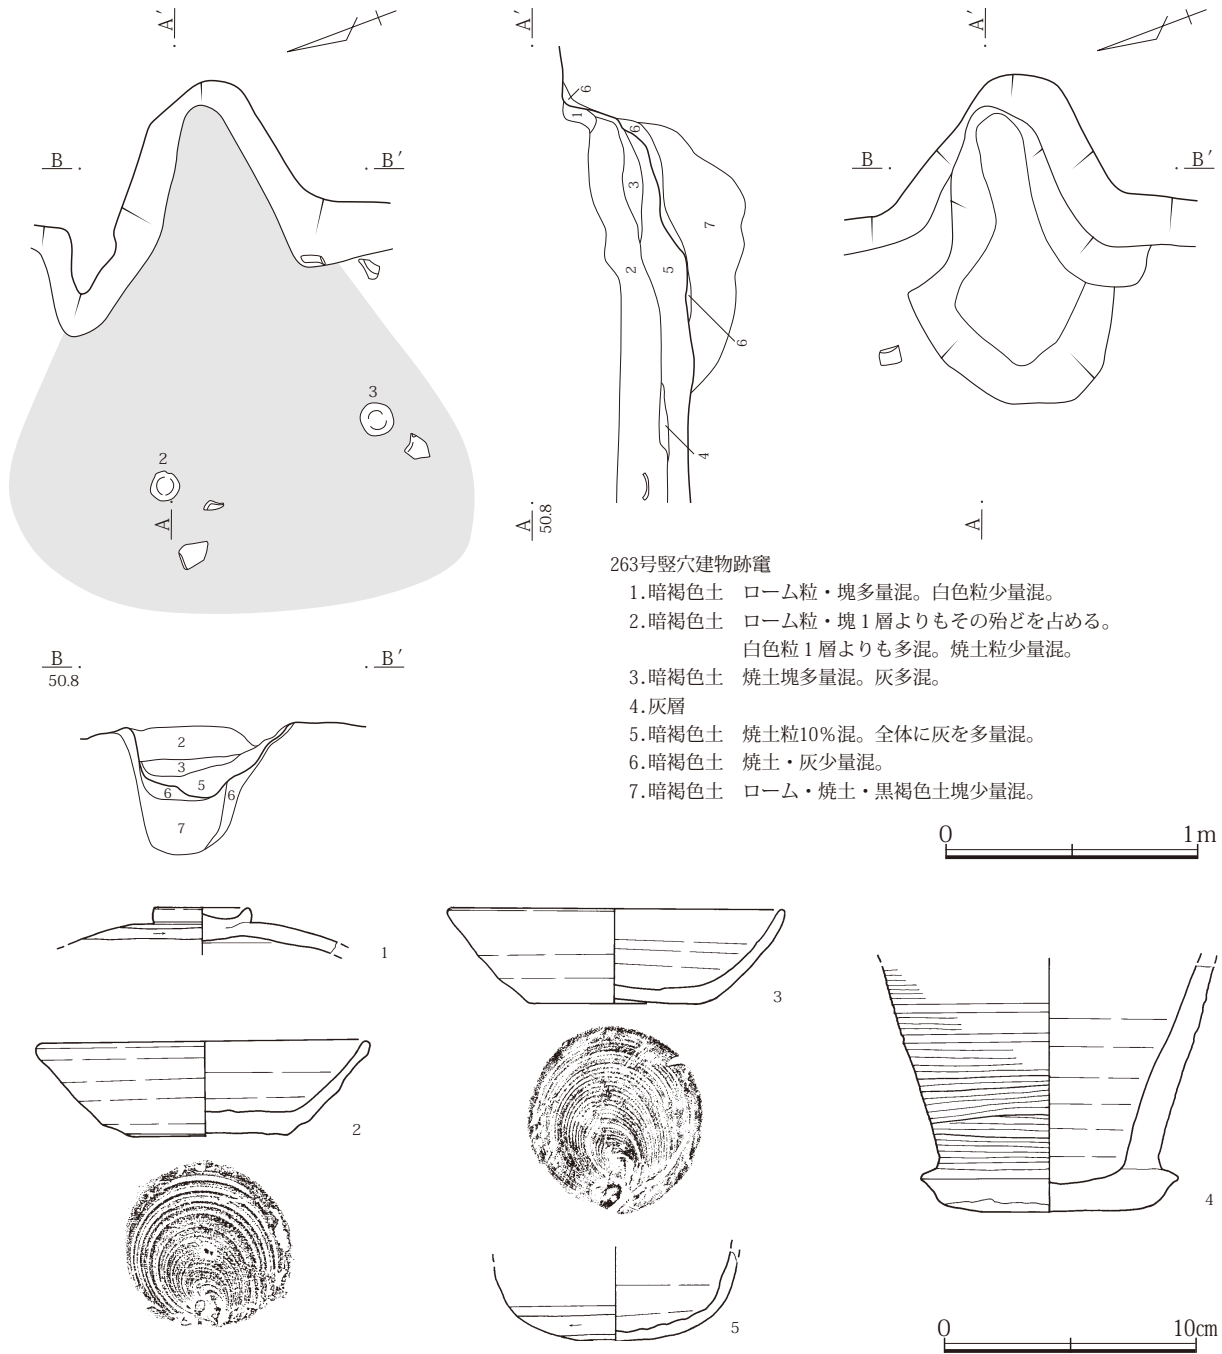 A′
A′
A′
B
B′
B
B′
6
1
6
3
7
2
5
6
4
3
2
A
A
50.8
A
263号竪穴建物跡竈
1.暗褐色土　ローム粒・塊多量混。白色粒少量混。
2.暗褐色土　ローム粒・塊1層よりもその殆どを占める。
白色粒1層よりも多混。焼土粒少量混。
3.暗褐色土　焼土塊多量混。灰多混。
4.灰層
5.暗褐色土　焼土粒10%混。全体に灰を多量混。
6.暗褐色土　焼土・灰少量混。
7.暗褐色土　ローム・焼土・黒褐色土塊少量混。
B
50.8
B′
2
3
5
6
6
7
0
1m
1
3
2
4
5
0
10cm